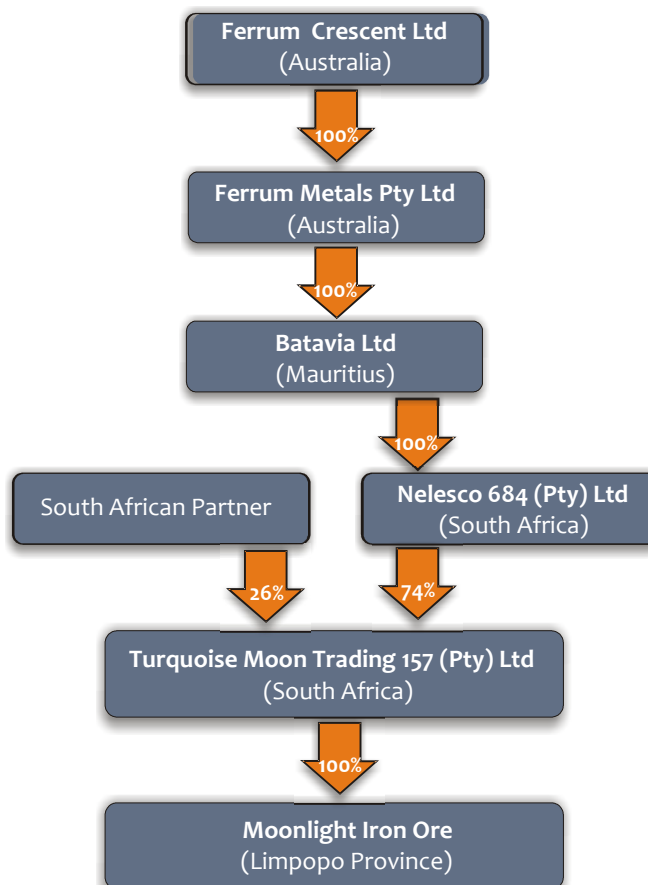 Ferrum Crescent Ltd
(Australia)
100%
Ferrum Metals Pty Ltd
(Australia)
100%
Batavia Ltd
(Mauritius)
100%
South African Partner
Nelesco 684 (Pty) Ltd
(South Africa)
26%
74%
Turquoise Moon Trading 157 (Pty) Ltd
(South Africa)
100%
Moonlight Iron Ore
(Limpopo Province)